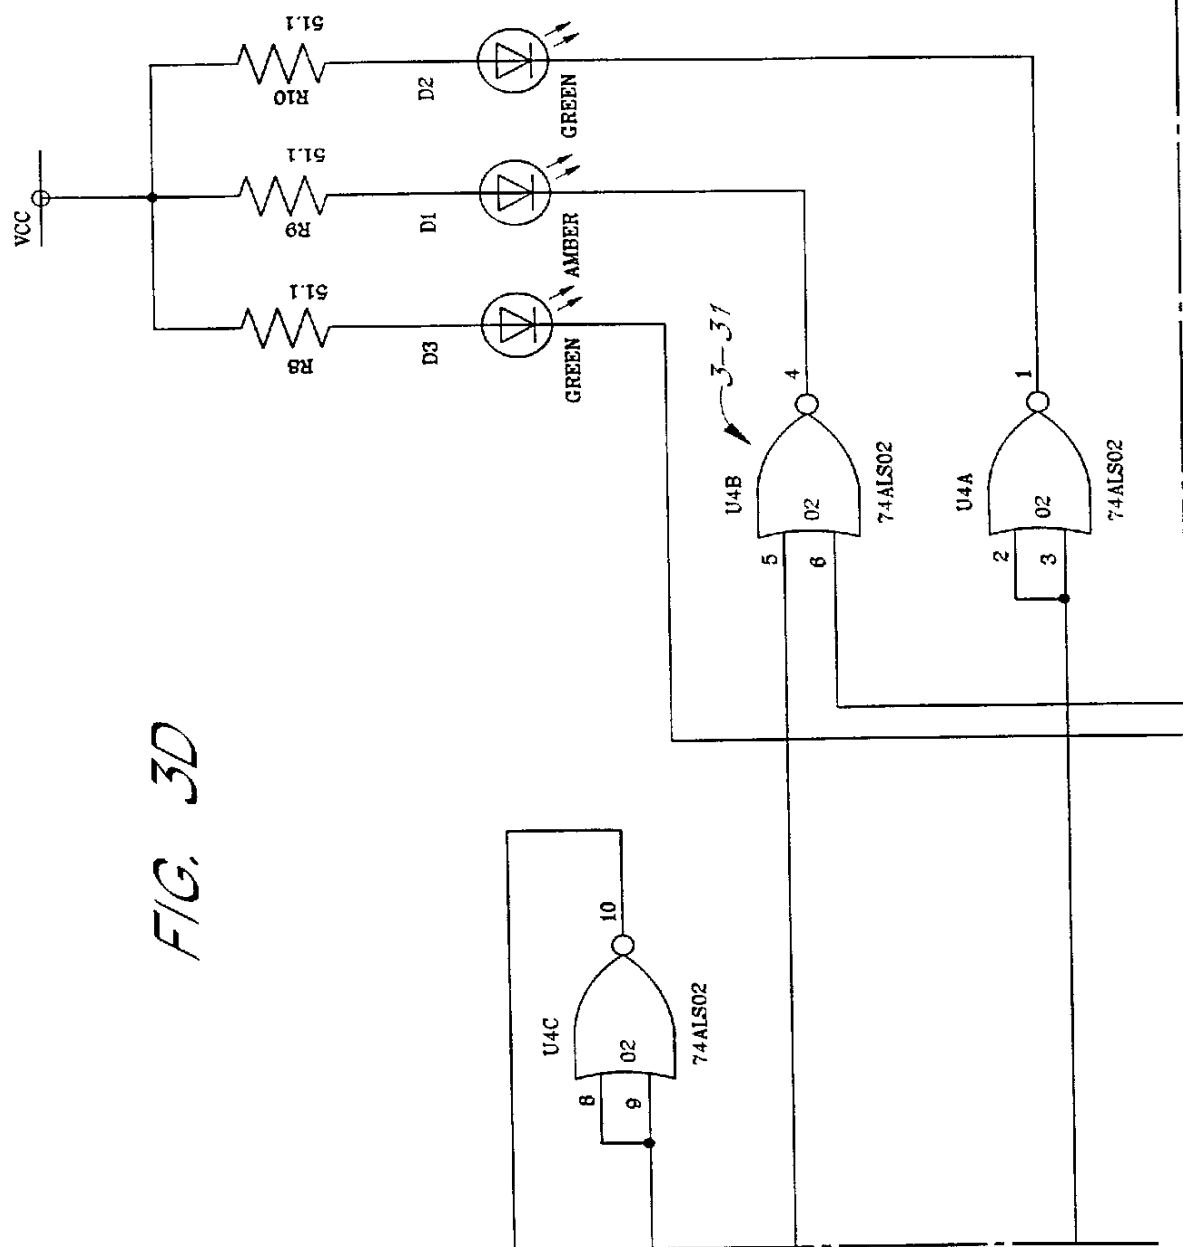 VCC
51.1
R10
D2
GREEN
51.1
R9
D1
AMBER
51.1
R8
D3
GREEN
3-31
4
U4B
02
74ALS02
5
6
1
U4A
02
74ALS02
2
3
FIG. 3D
10
U4C
02
74ALS02
8
9